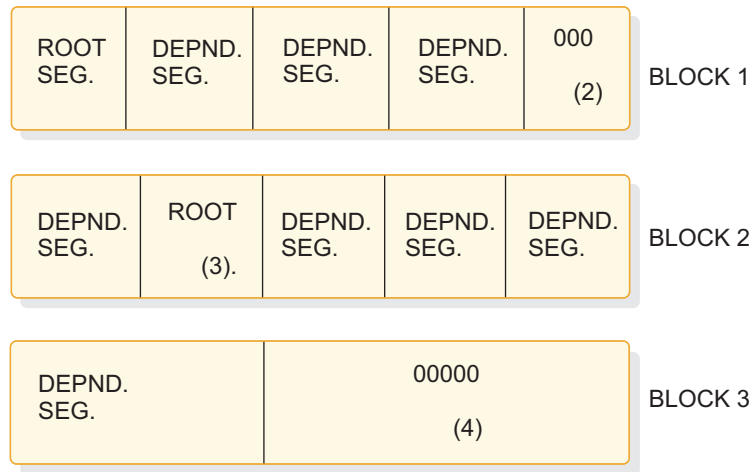 ROOT
SEG.
DEPND.
SEG.
DEPND.
SEG.
DEPND.
SEG.
000
(2)
BLOCK 1
DEPND.
SEG.
ROOT
(3).
DEPND.
SEG.
DEPND.
SEG.
DEPND.
SEG.
BLOCK 2
DEPND.
SEG.
00000
(4)
BLOCK 3